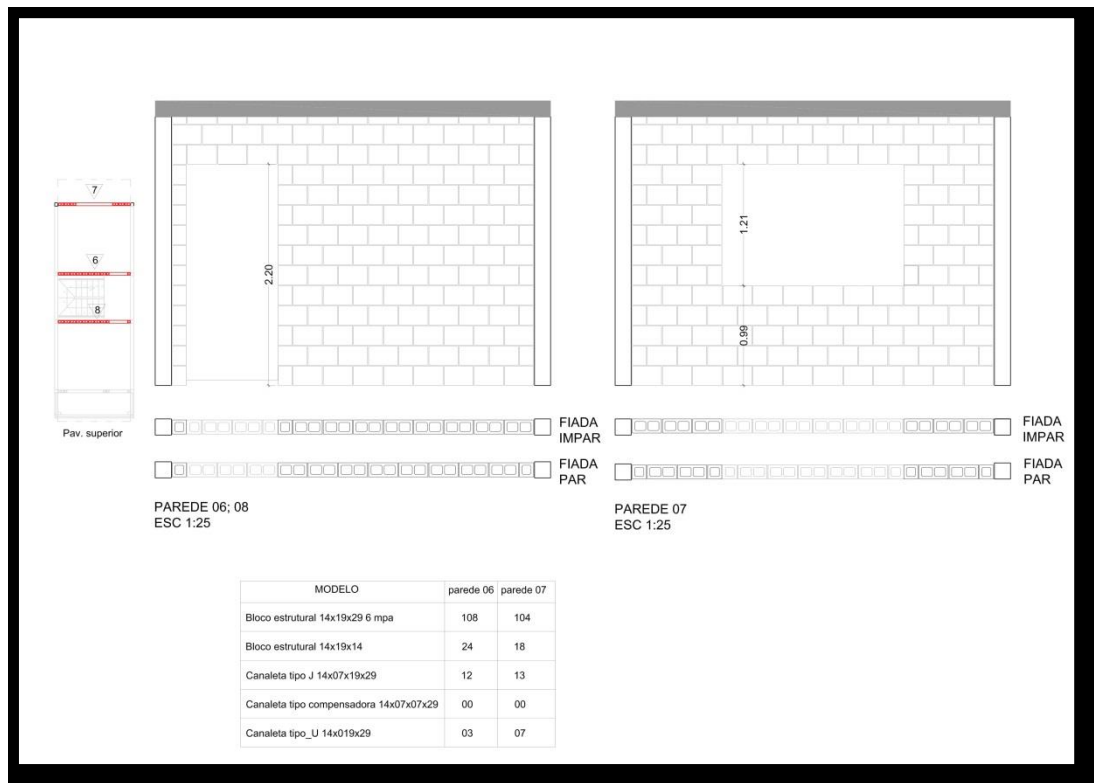 7
6
8
Pav. superior
2.20
1.21
0.99
FIADA
IMPAR
FIADA
PAR
PAREDE 06; 08
ESC 1:25
FIADA
IMPAR
FIADA
PAR
PAREDE 07
ESC 1:25
MODELO parede 06 parede 07
Bloco estrutural 14x19x29 6 mpa 108 104
Bloco estrutural 14x19x14 24 18
Canaleta tipo J 14x07x19x29 12 13
Canaleta tipo compensadora 14x07x07x29 00 00
Canaleta tipo_U 14x019x29 03 07